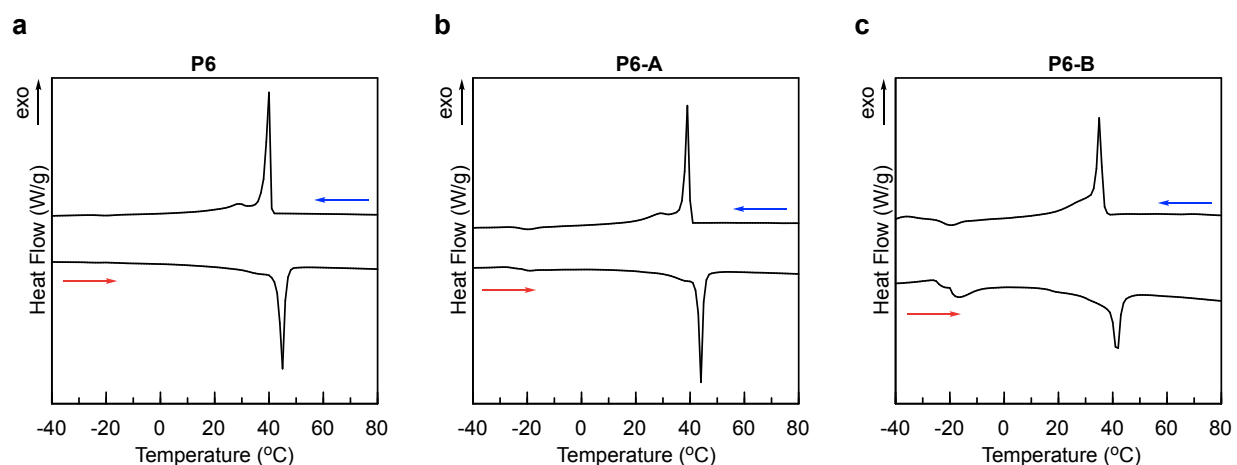 a
P6
exo
Heat Flow (W/g)
-40 -20 0 20 40 60 80
Temperature (ºC)
b
P6-A
exo
Heat Flow (W/g)
-40 -20 0 20 40 60 80
Temperature (ºC)
c
P6-B
exo
Heat Flow (W/g)
-40 -20 0 20 40 60 80
Temperature (ºC)